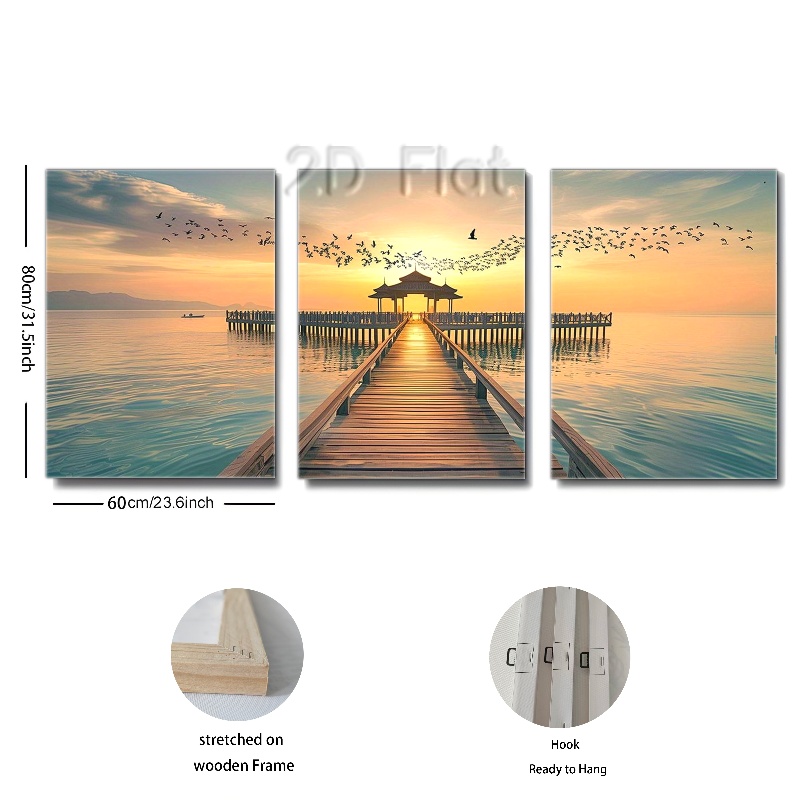 2D Flat
80cm/31.5inch
60cm/23.6inch
stretched on
wooden Frame
Hook
Ready to Hang